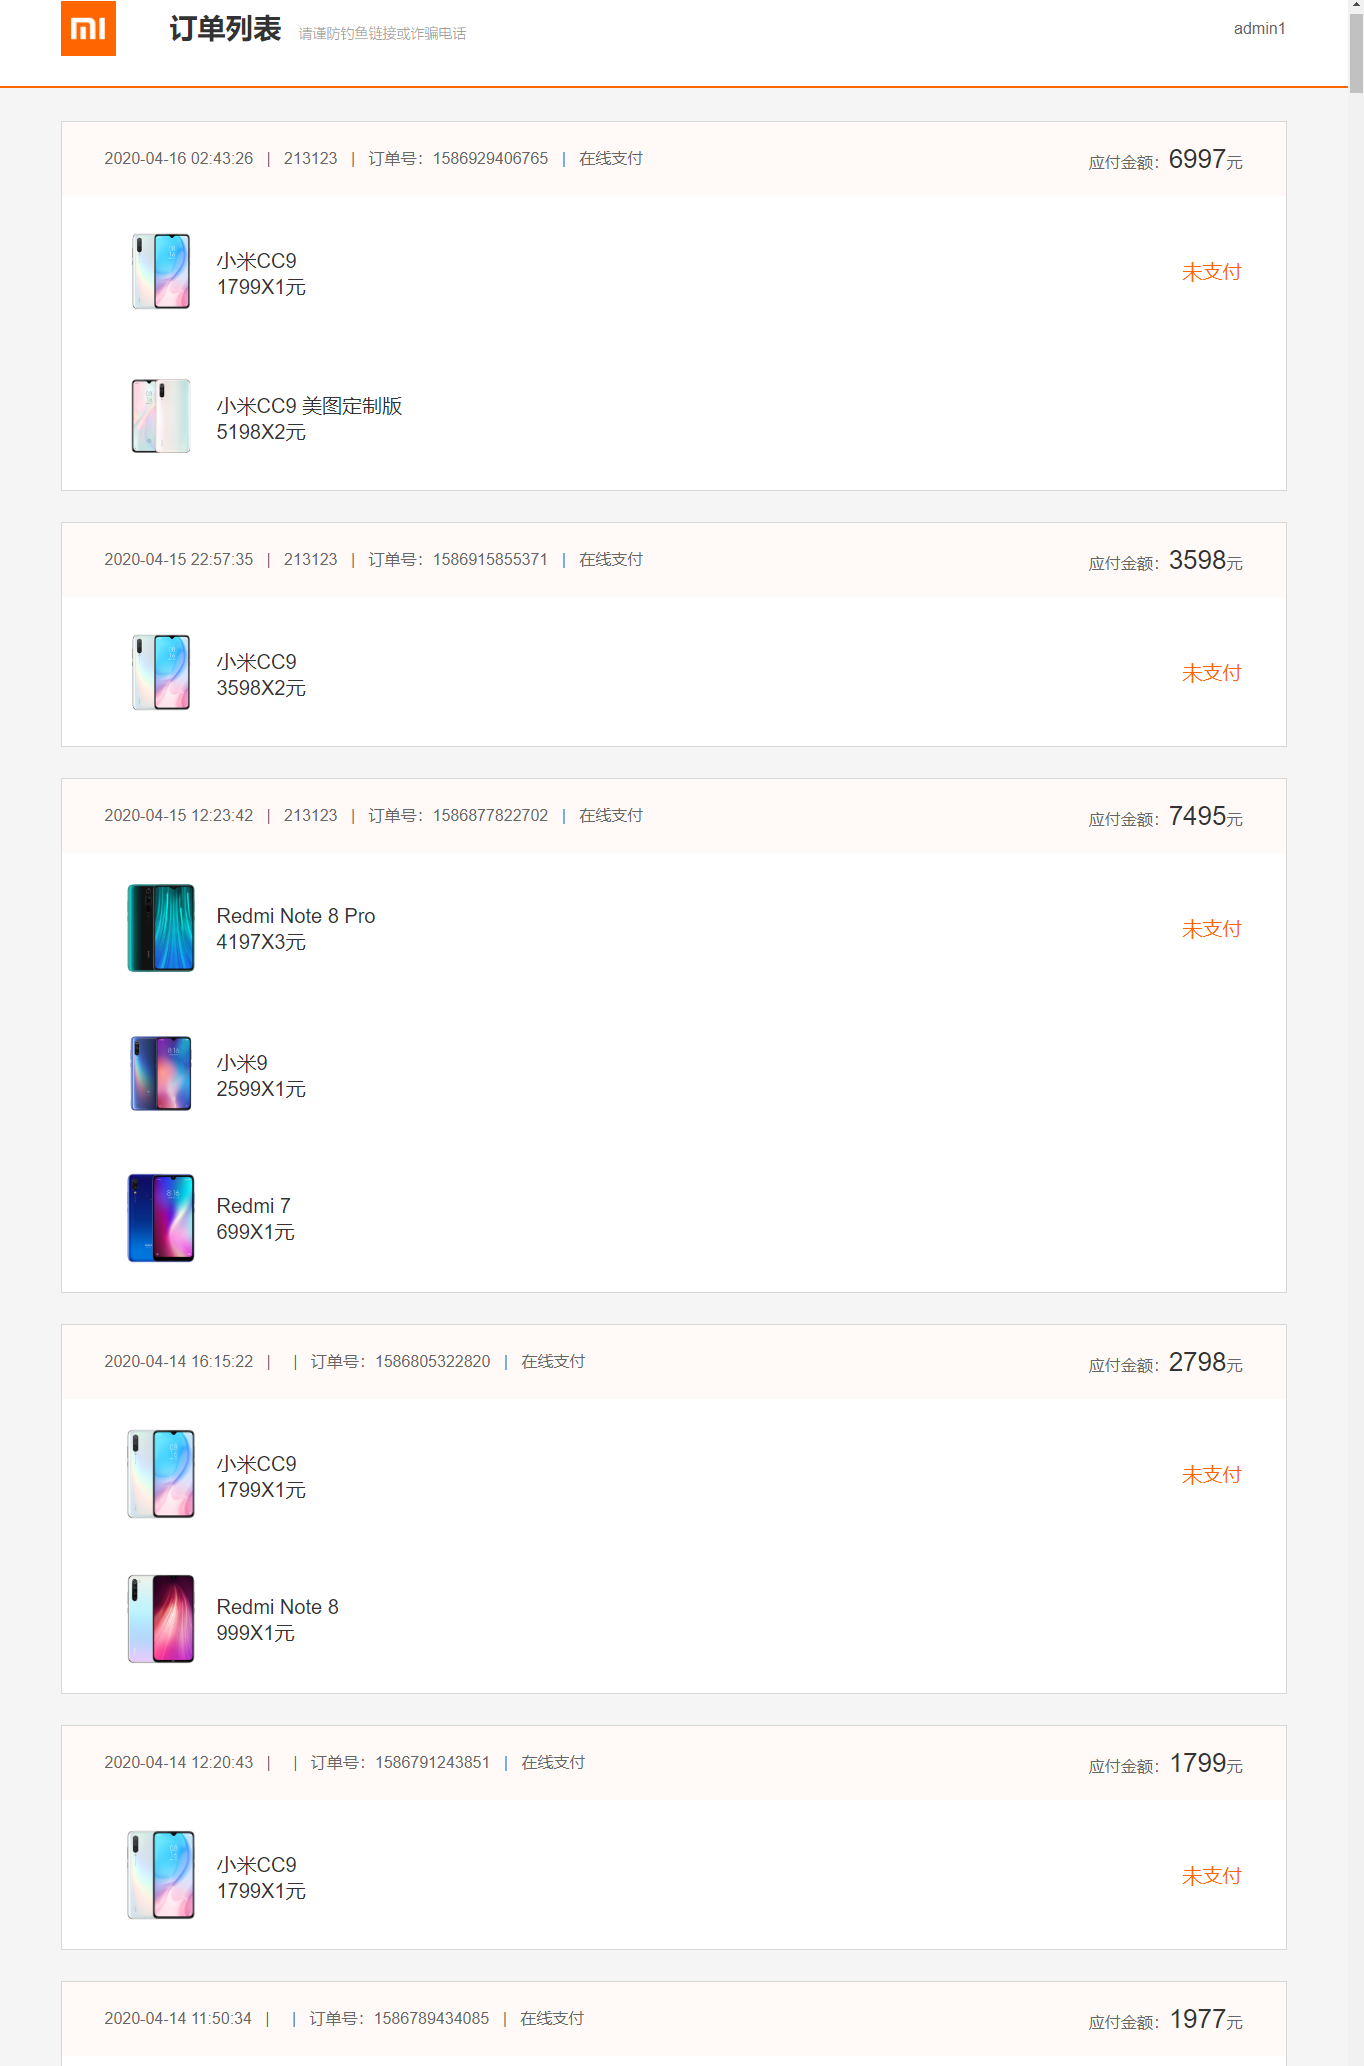 订单列表 请谨防钓鱼链接或诈骗电话 admin1
2020-04-16 02:43:26 | 213123 | 订单号：1586929406765 | 在线支付 应付金额：6997元
小米CC9
1799X1元
未支付
小米CC9 美图定制版
5198X2元
2020-04-15 22:57:35 | 213123 | 订单号：1586915855371 | 在线支付 应付金额：3598元
小米CC9
3598X2元
未支付
2020-04-15 12:23:42 | 213123 | 订单号：1586877822702 | 在线支付 应付金额：7495元
Redmi Note 8 Pro
4197X3元
未支付
小米9
2599X1元
Redmi 7
699X1元
2020-04-14 16:15:22 | | 订单号：1586805322820 | 在线支付 应付金额：2798元
小米CC9
1799X1元
未支付
Redmi Note 8
999X1元
2020-04-14 12:20:43 | | 订单号：1586791243851 | 在线支付 应付金额：1799元
小米CC9
1799X1元
未支付
2020-04-14 11:50:34 | | 订单号：1586789434085 | 在线支付 应付金额：1977元